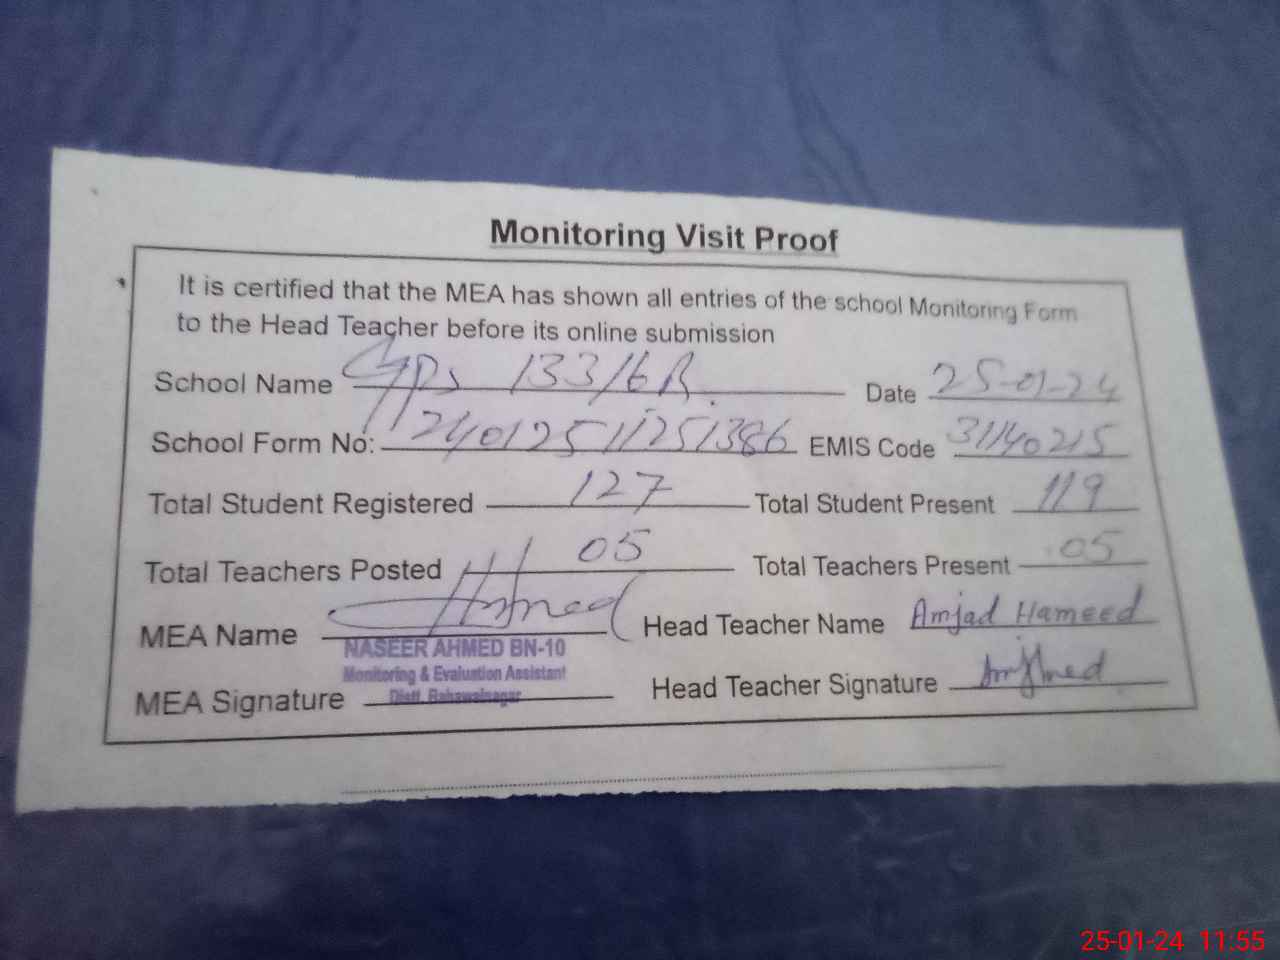 Monitoring Visit Proof
It is certified that the MEA has shown all entries of the school Monitoring Form
to the Head Teacher before its online submission
School Name GPS 133/6R. Date 25-01-24
School Form No: 24012511251386 EMIS Code 31140215
Total Student Registered 127 Total Student Present 119
Total Teachers Posted 05 Total Teachers Present 05
MEA Name Head Teacher Name Amjad Hameed
NASEER AHMED BN-10
Monitoring & Evaluation Assistant
MEA Signature Distt. Bahawalnagar Head Teacher Signature
25-01-24 11:55